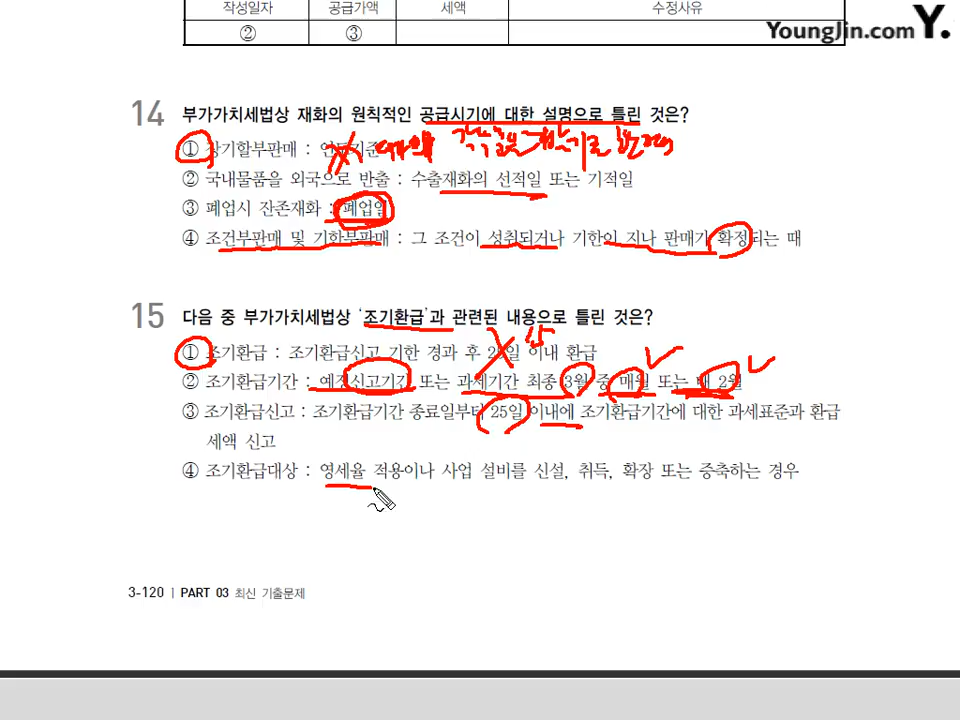 작성일자 공급가액 세액 수정사유
② ③
YoungJin.com Y.
14 부가가치세법상 재화의 원칙적인 공급시기에 대한 설명으로 틀린 것은?
① 장기할부판매 : 인도기준
② 국내물품을 외국으로 반출 : 수출재화의 선적일 또는 기적일
③ 폐업시 잔존재화 : 폐업일
④ 조건부판매 및 기한부판매 : 그 조건이 성취되거나 기한이 지나 판매가 확정되는 때
15 다음 중 부가가치세법상 '조기환급'과 관련된 내용으로 틀린 것은?
15
① 조기환급 : 조기환급신고 기한 경과 후 25일 이내 환급
② 조기환급기간 : 예정신고기간 또는 과세기간 최종 3월 중 매월 또는 매 2월
③ 조기환급신고 : 조기환급기간 종료일부터 25일 이내에 조기환급기간에 대한 과세표준과 환급
세액 신고
④ 조기환급대상 : 영세율 적용이나 사업 설비를 신설, 취득, 확장 또는 증축하는 경우
3-120 | PART 03 최신 기출문제